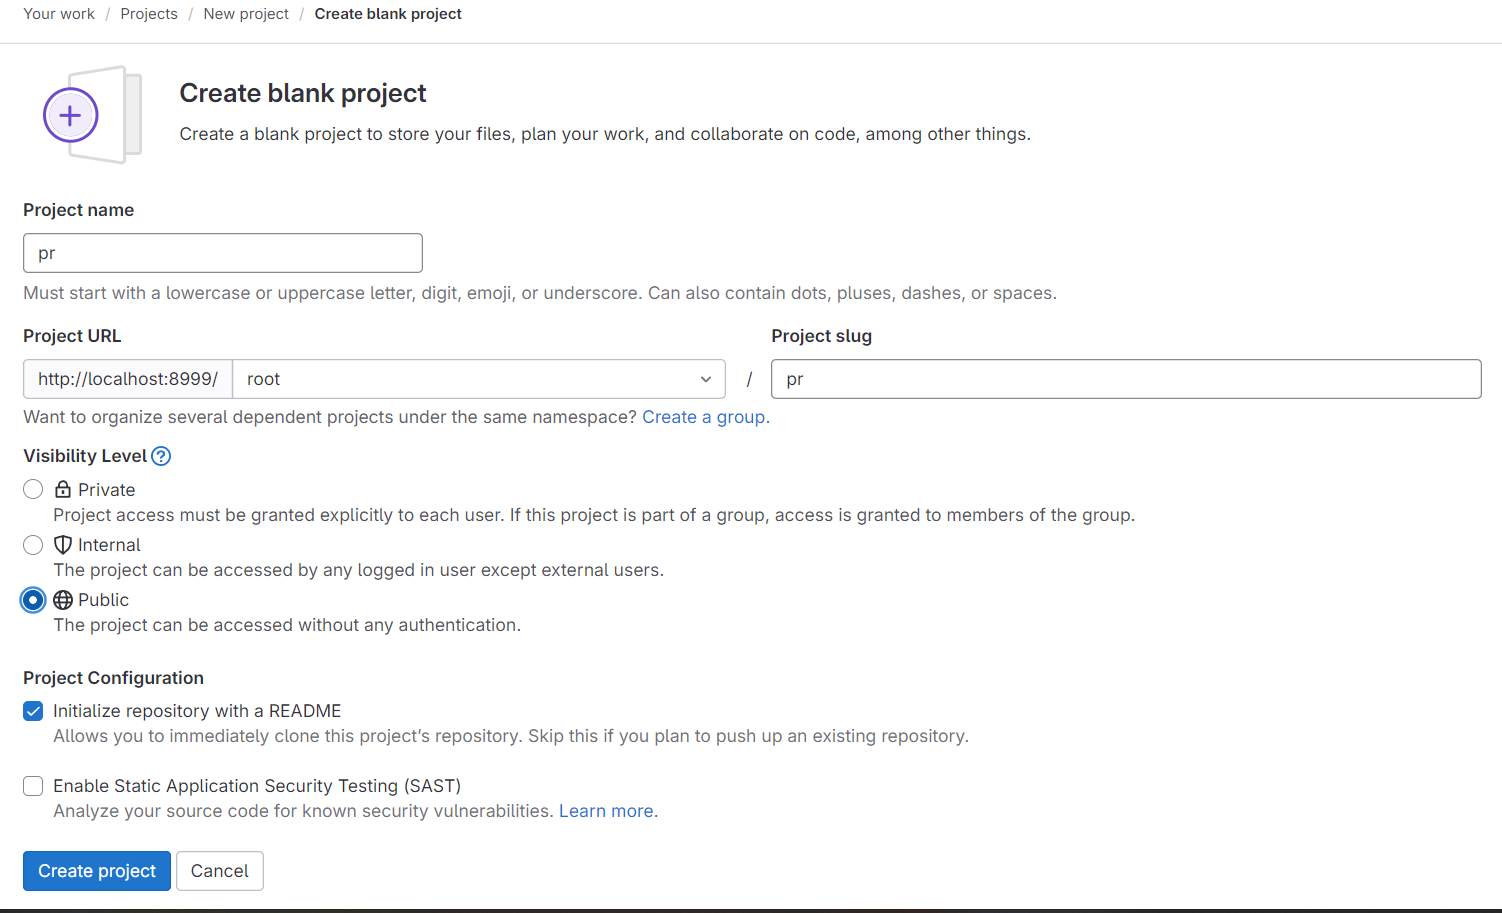 Your work / Projects / New project / Create blank project
Create blank project
Create a blank project to store your files, plan your work, and collaborate on code, among other things.
Project name
pr
Must start with a lowercase or uppercase letter, digit, emoji, or underscore. Can also contain dots, pluses, dashes, or spaces.
Project URL
Project slug
http://localhost:8999/ root / pr
Want to organize several dependent projects under the same namespace? Create a group.
Visibility Level ?
Private
Project access must be granted explicitly to each user. If this project is part of a group, access is granted to members of the group.
Internal
The project can be accessed by any logged in user except external users.
Public
The project can be accessed without any authentication.
Project Configuration
Initialize repository with a README
Allows you to immediately clone this project’s repository. Skip this if you plan to push up an existing repository.
Enable Static Application Security Testing (SAST)
Analyze your source code for known security vulnerabilities. Learn more.
Create project Cancel